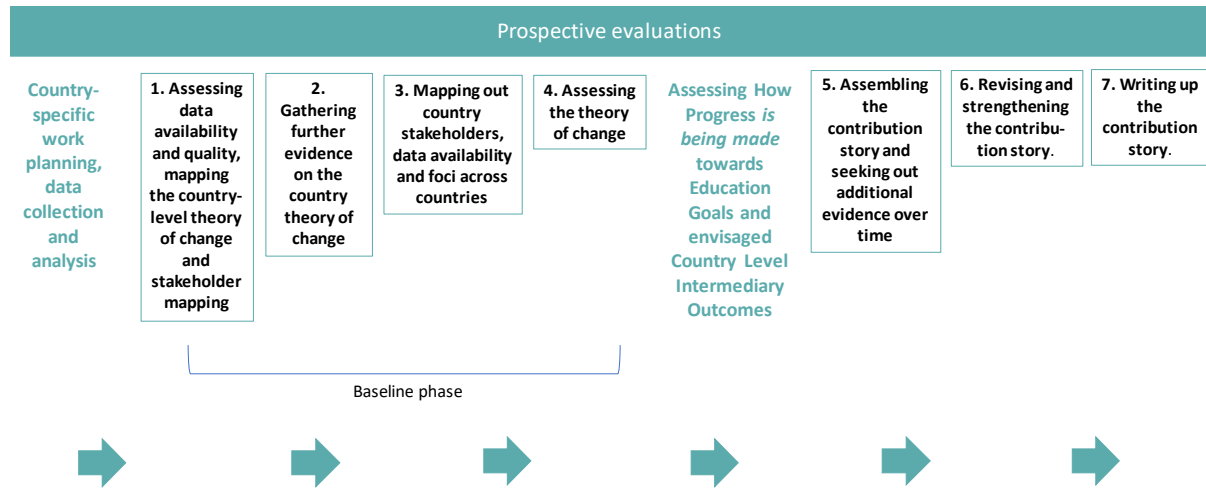 Prospective evaluations
Country-
specific
work
planning,
data
collection
and
analysis
1. Assessing
data
availability
and quality,
mapping
the country-
level theory
of change
and
stakeholder
mapping
2.
Gathering
further
evidence
on the
country
theory of
change
3. Mapping out
country
stakeholders,
data availability
and foci across
countries
4. Assessing
the theory
of change
Assessing How
Progress is
being made
towards
Education
Goals and
envisaged
Country Level
Intermediary
Outcomes
5. Assembling
the
contribution
story and
seeking out
additional
evidence over
time
6. Revising and
strengthening
the contribu-
tion story.
7. Writing up
the
contribution
story.
Baseline phase